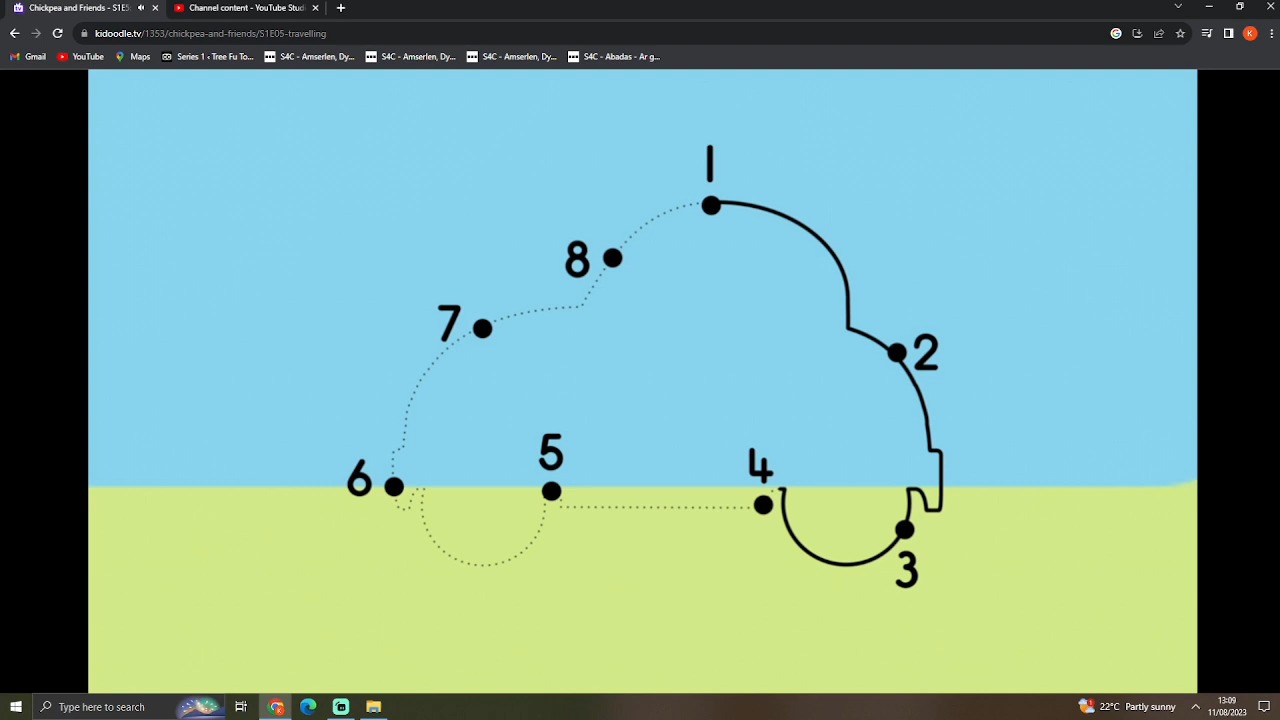 Chickpea and Friends - S1E5:
Channel content - YouTube Stud
kidoodle.tv/1353/chickpea-and-friends/S1E05-travelling
Gmail
YouTube
Maps
Series 1 - Tree Fu To...
S4C - Amserlen, Dy...
S4C - Amserlen, Dy...
S4C - Amserlen, Dy...
S4C - Abadas - Ar g...
1
8
7
2
5
4
6
3
Type here to search
22°C Partly sunny
13:09
11/08/2023